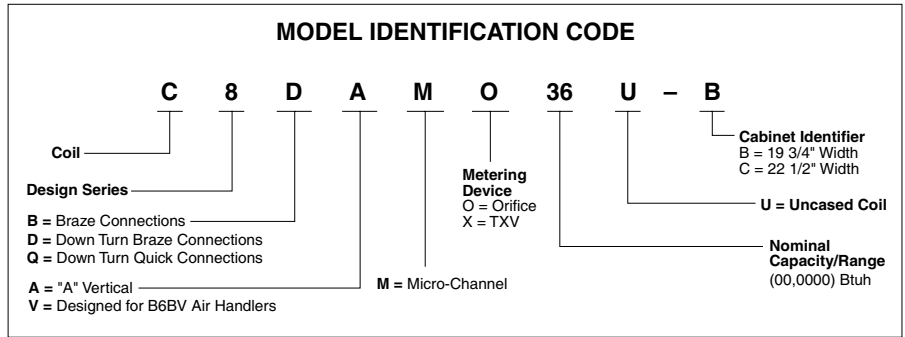 MODEL IDENTIFICATION CODE
C 8 D A M O 36 U – B
Coil
Design Series
B = Braze Connections
D = Down Turn Braze Connections
Q = Down Turn Quick Connections
A = "A" Vertical
V = Designed for B6BV Air Handlers
M = Micro-Channel
Metering
Device
O = Orifice
X = TXV
Cabinet Identifier
B = 19 3/4" Width
C = 22 1/2" Width
U = Uncased Coil
Nominal
Capacity/Range
(00,0000) Btuh